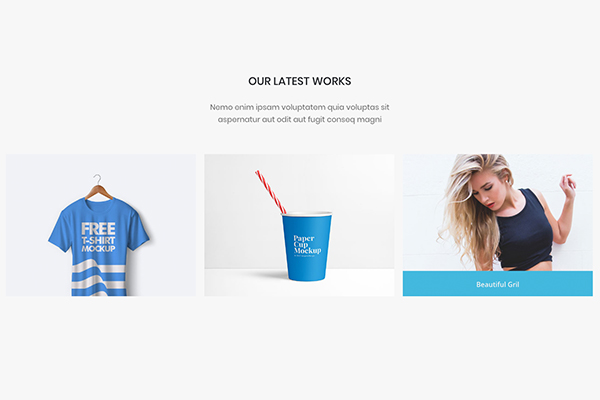 OUR LATEST WORKS
Nemo enim ipsam voluptatem quia voluptas sit
aspernatur aut odit aut fugit conseq magni
FREE
T-SHIRT
MOCKUP
Paper
Cup
Mockup
Beautiful Gril